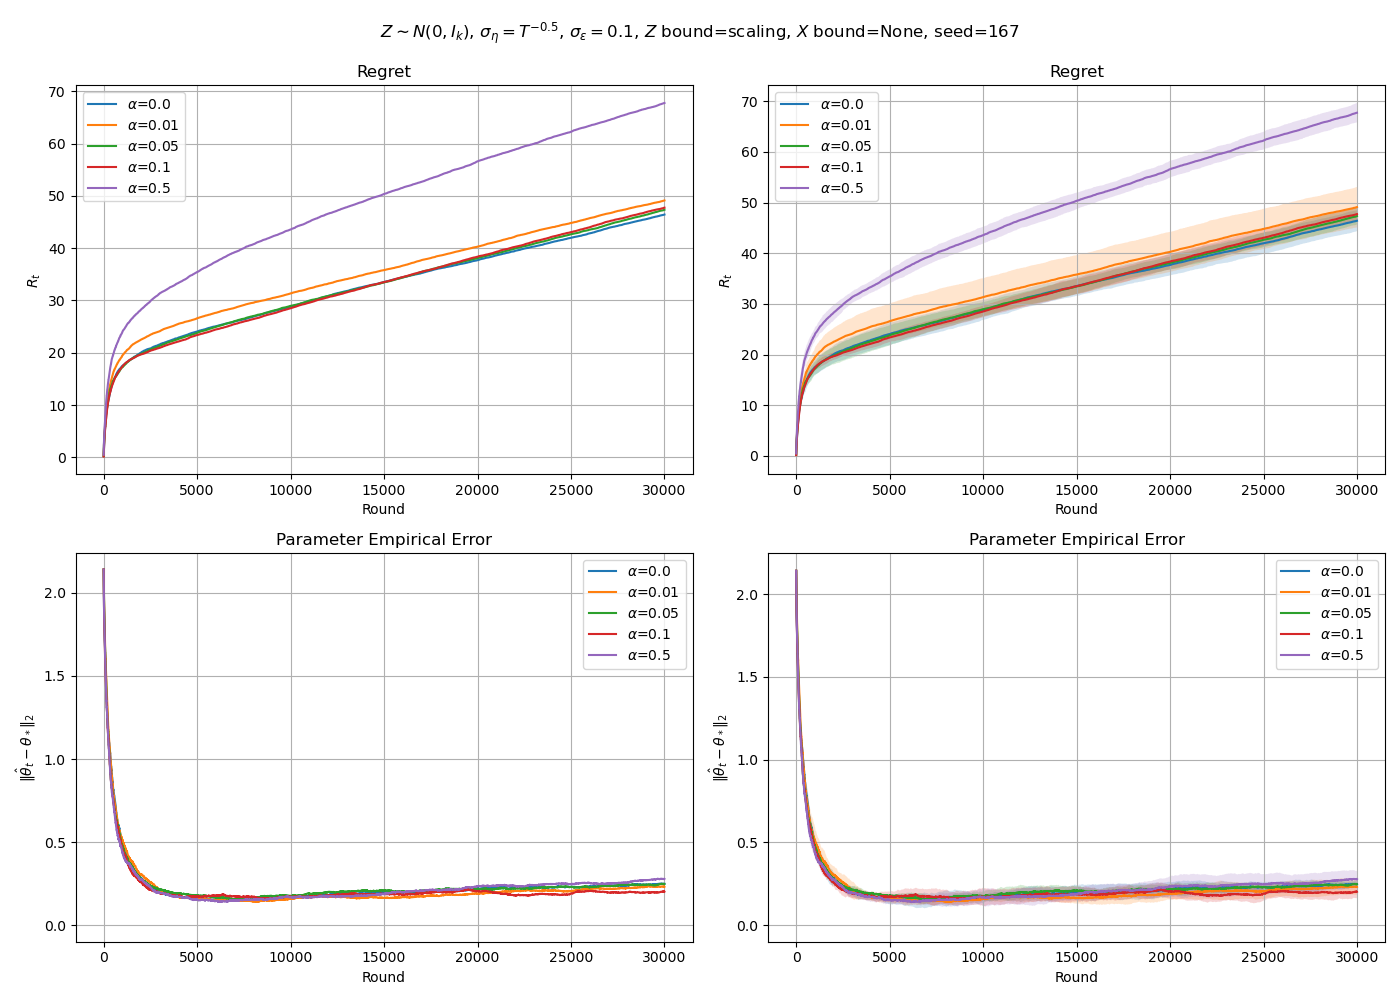 Z ∼ N(0, I_k), σ_η = T^{−0.5}, σ_ε = 0.1, Z bound=scaling, X bound=None, seed=167
Regret
R_t
70
60
50
40
30
20
10
0
α=0.0
α=0.01
α=0.05
α=0.1
α=0.5
0 5000 10000 15000 20000 25000 30000
Round
Regret
R_t
70
60
50
40
30
20
10
0
α=0.0
α=0.01
α=0.05
α=0.1
α=0.5
0 5000 10000 15000 20000 25000 30000
Round
Parameter Empirical Error
‖θ̂_t − θ_*‖_2
2.0
1.5
1.0
0.5
0.0
α=0.0
α=0.01
α=0.05
α=0.1
α=0.5
0 5000 10000 15000 20000 25000 30000
Round
Parameter Empirical Error
‖θ̂_t − θ_*‖_2
2.0
1.5
1.0
0.5
0.0
α=0.0
α=0.01
α=0.05
α=0.1
α=0.5
0 5000 10000 15000 20000 25000 30000
Round